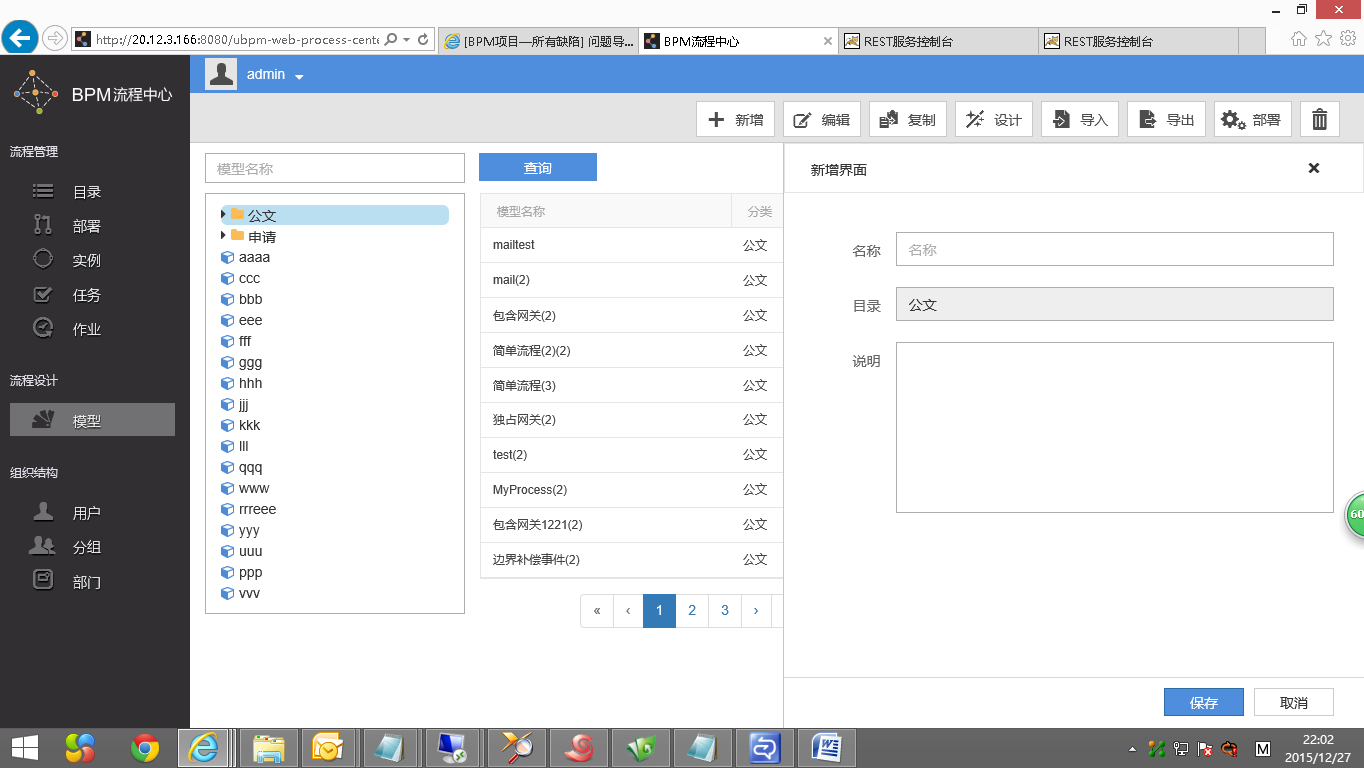 http://20.12.3.166:8080/ubpm-web-process-cente
[BPM项目—所有缺陷] 问题导...
BPM流程中心
REST服务控制台
REST服务控制台
BPM流程中心
admin
流程管理
目录
部署
实例
任务
作业
流程设计
模型
组织结构
用户
分组
部门
新增
编辑
复制
设计
导入
导出
部署
模型名称
查询
公文
申请
aaaa
ccc
bbb
eee
fff
ggg
hhh
jjj
kkk
lll
qqq
www
rrreee
yyy
uuu
ppp
vvv
模型名称 分类
mailtest 公文
mail(2) 公文
包含网关(2) 公文
简单流程(2)(2) 公文
简单流程(3) 公文
独占网关(2) 公文
test(2) 公文
MyProcess(2) 公文
包含网关1221(2) 公文
边界补偿事件(2) 公文
« ‹ 1 2 3 ›
新增界面
名称 名称
目录 公文
说明
保存 取消
60
M
22:02
2015/12/27